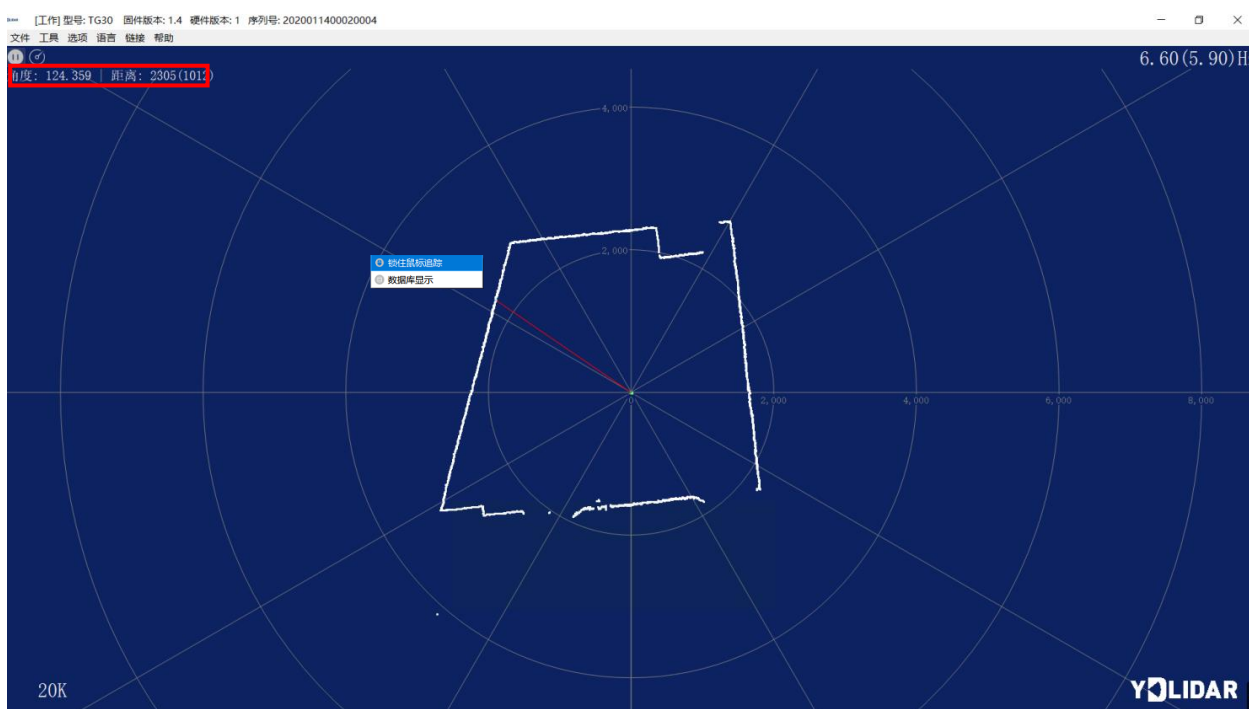 [工作] 型号: TG30 固件版本: 1.4 硬件版本: 1 序列号: 2020011400020004
文件 工具 选项 语言 链接 帮助
6.60(5.90)H
角度: 124.359 | 距离: 2305(1012)
4,000
2,000
锁住鼠标追踪
数据库显示
0
2,000
4,000
6,000
8,000
20K
YDLIDAR